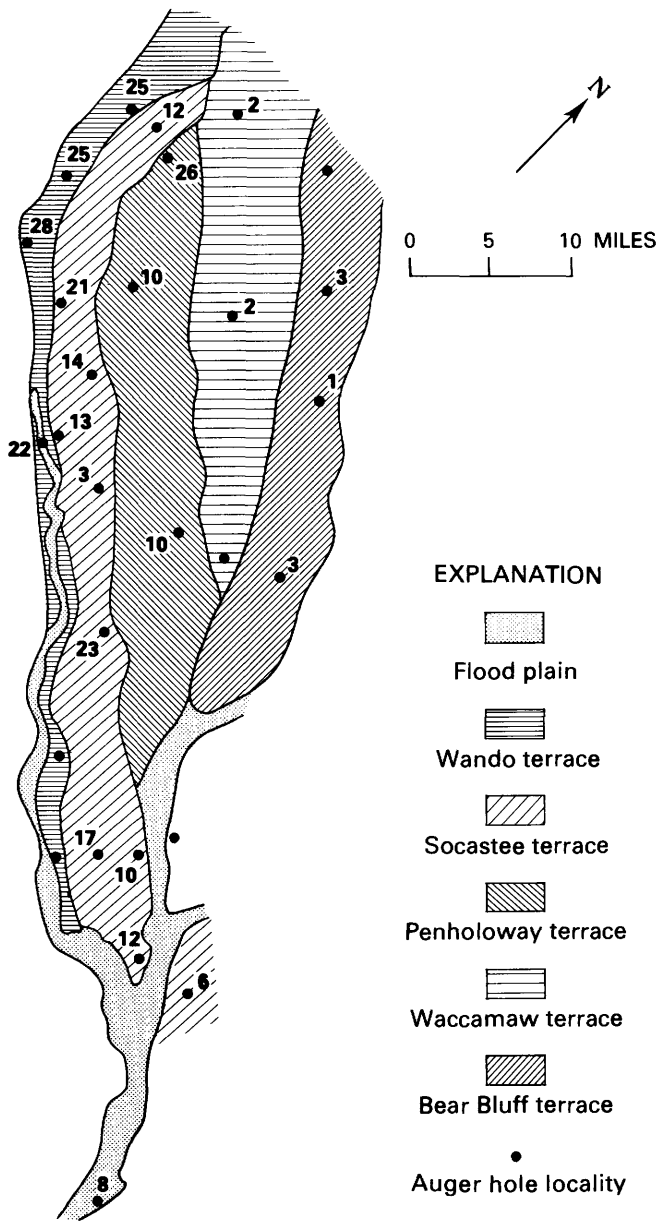 25
12
2
N
25
26
28
0 5 10 MILES
21
10
3
2
14
1
13
22
3
10
3
EXPLANATION
Flood plain
23
Wando terrace
17
10
Socastee terrace
12
Penholoway terrace
6
Waccamaw terrace
Bear Bluff terrace
8
Auger hole locality